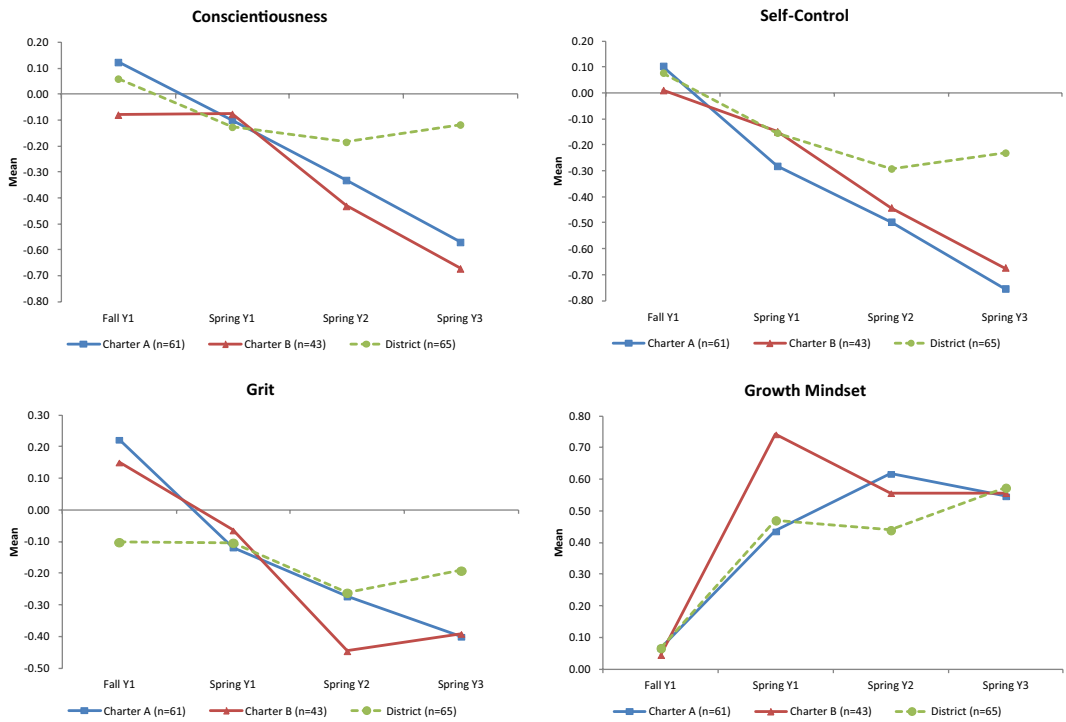 Conscientiousness
0.20
0.10
0.00
-0.10
-0.20
-0.30
-0.40
-0.50
-0.60
-0.70
-0.80
Mean
Fall Y1 Spring Y1 Spring Y2 Spring Y3
Charter A (n=61) Charter B (n=43) District (n=65)
Self-Control
0.20
0.10
0.00
-0.10
-0.20
-0.30
-0.40
-0.50
-0.60
-0.70
-0.80
Mean
Fall Y1 Spring Y1 Spring Y2 Spring Y3
Charter A (n=61) Charter B (n=43) District (n=65)
Grit
0.30
0.20
0.10
0.00
-0.10
-0.20
-0.30
-0.40
-0.50
Mean
Fall Y1 Spring Y1 Spring Y2 Spring Y3
Charter A (n=61) Charter B (n=43) District (n=65)
Growth Mindset
0.80
0.70
0.60
0.50
0.40
0.30
0.20
0.10
0.00
Mean
Fall Y1 Spring Y1 Spring Y2 Spring Y3
Charter A (n=61) Charter B (n=43) District (n=65)